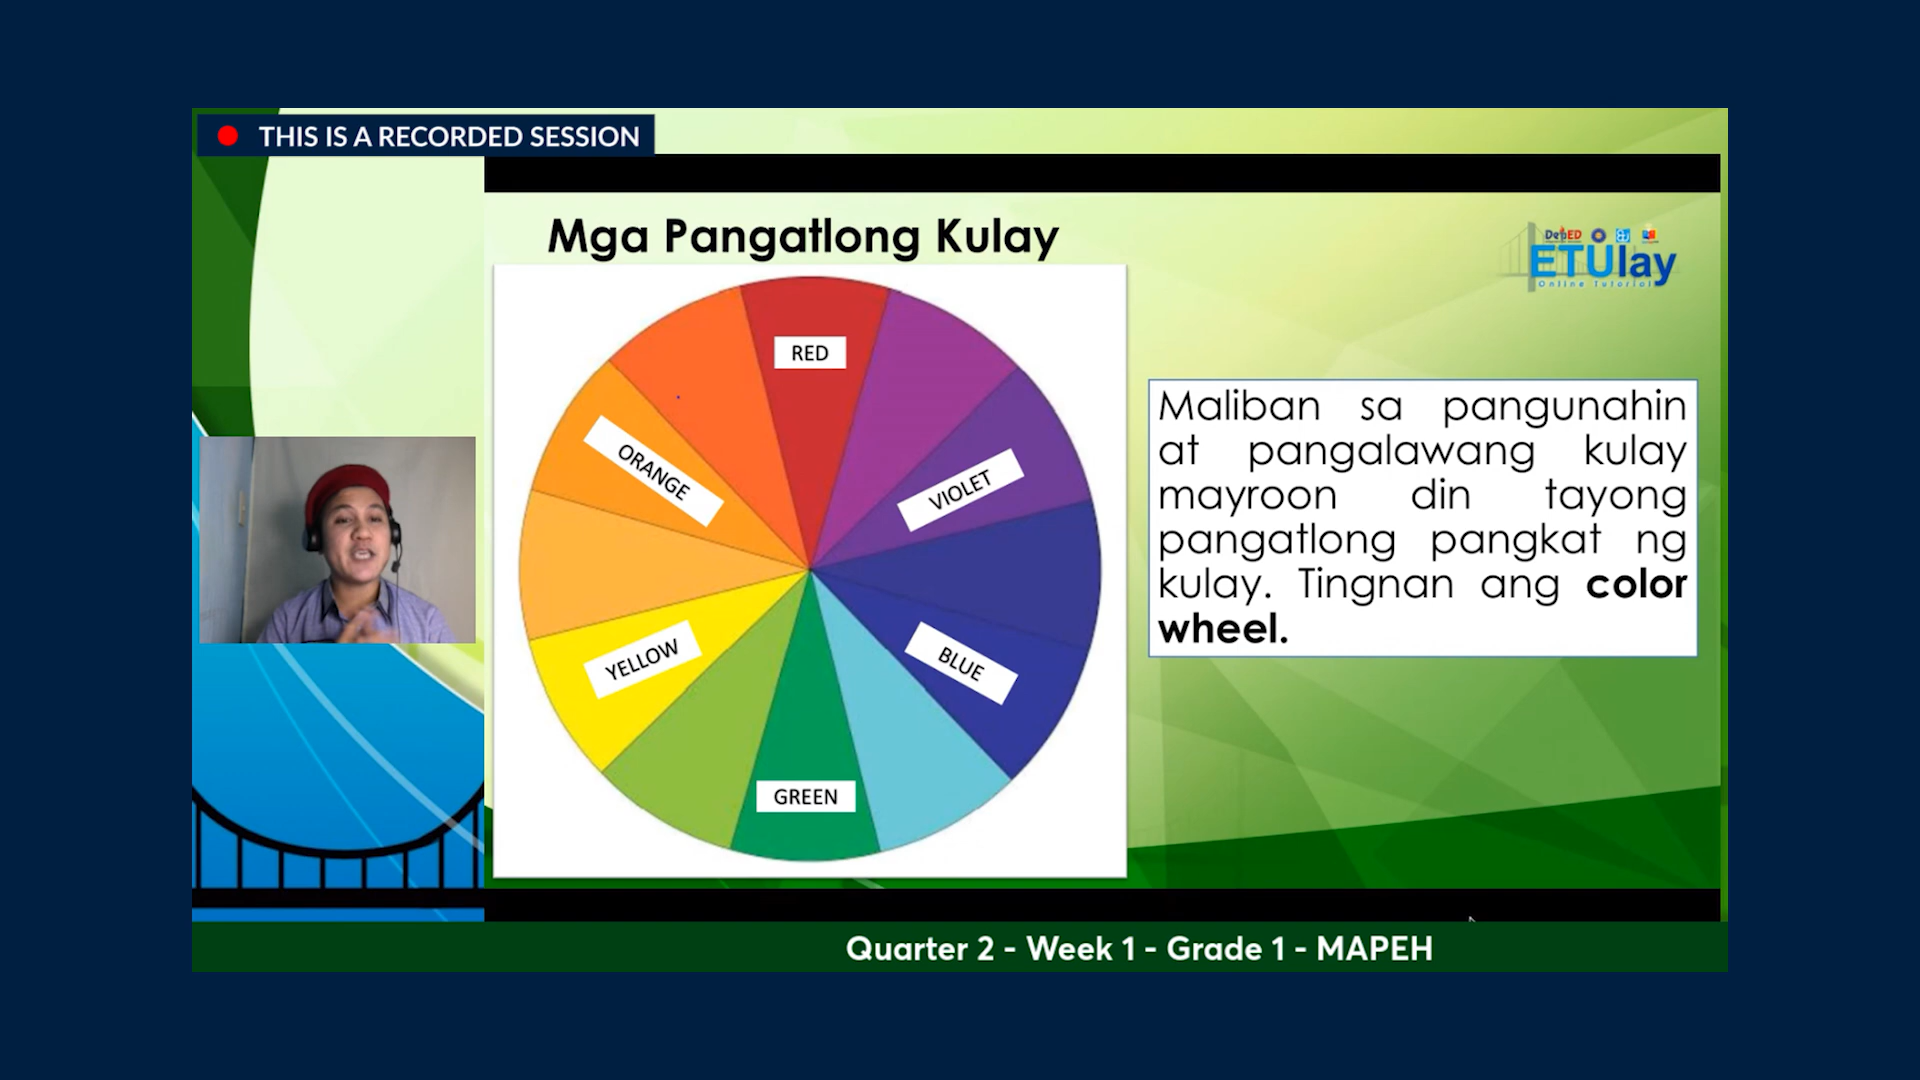 THIS IS A RECORDED SESSION
Mga Pangatlong Kulay
DepED
ETUlay
Online Tutorial
RED
ORANGE
VIOLET
YELLOW
BLUE
GREEN
Maliban sa pangunahin
at pangalawang kulay
mayroon din tayong
pangatlong pangkat ng
kulay. Tingnan ang color
wheel.
Quarter 2 - Week 1 - Grade 1 - MAPEH